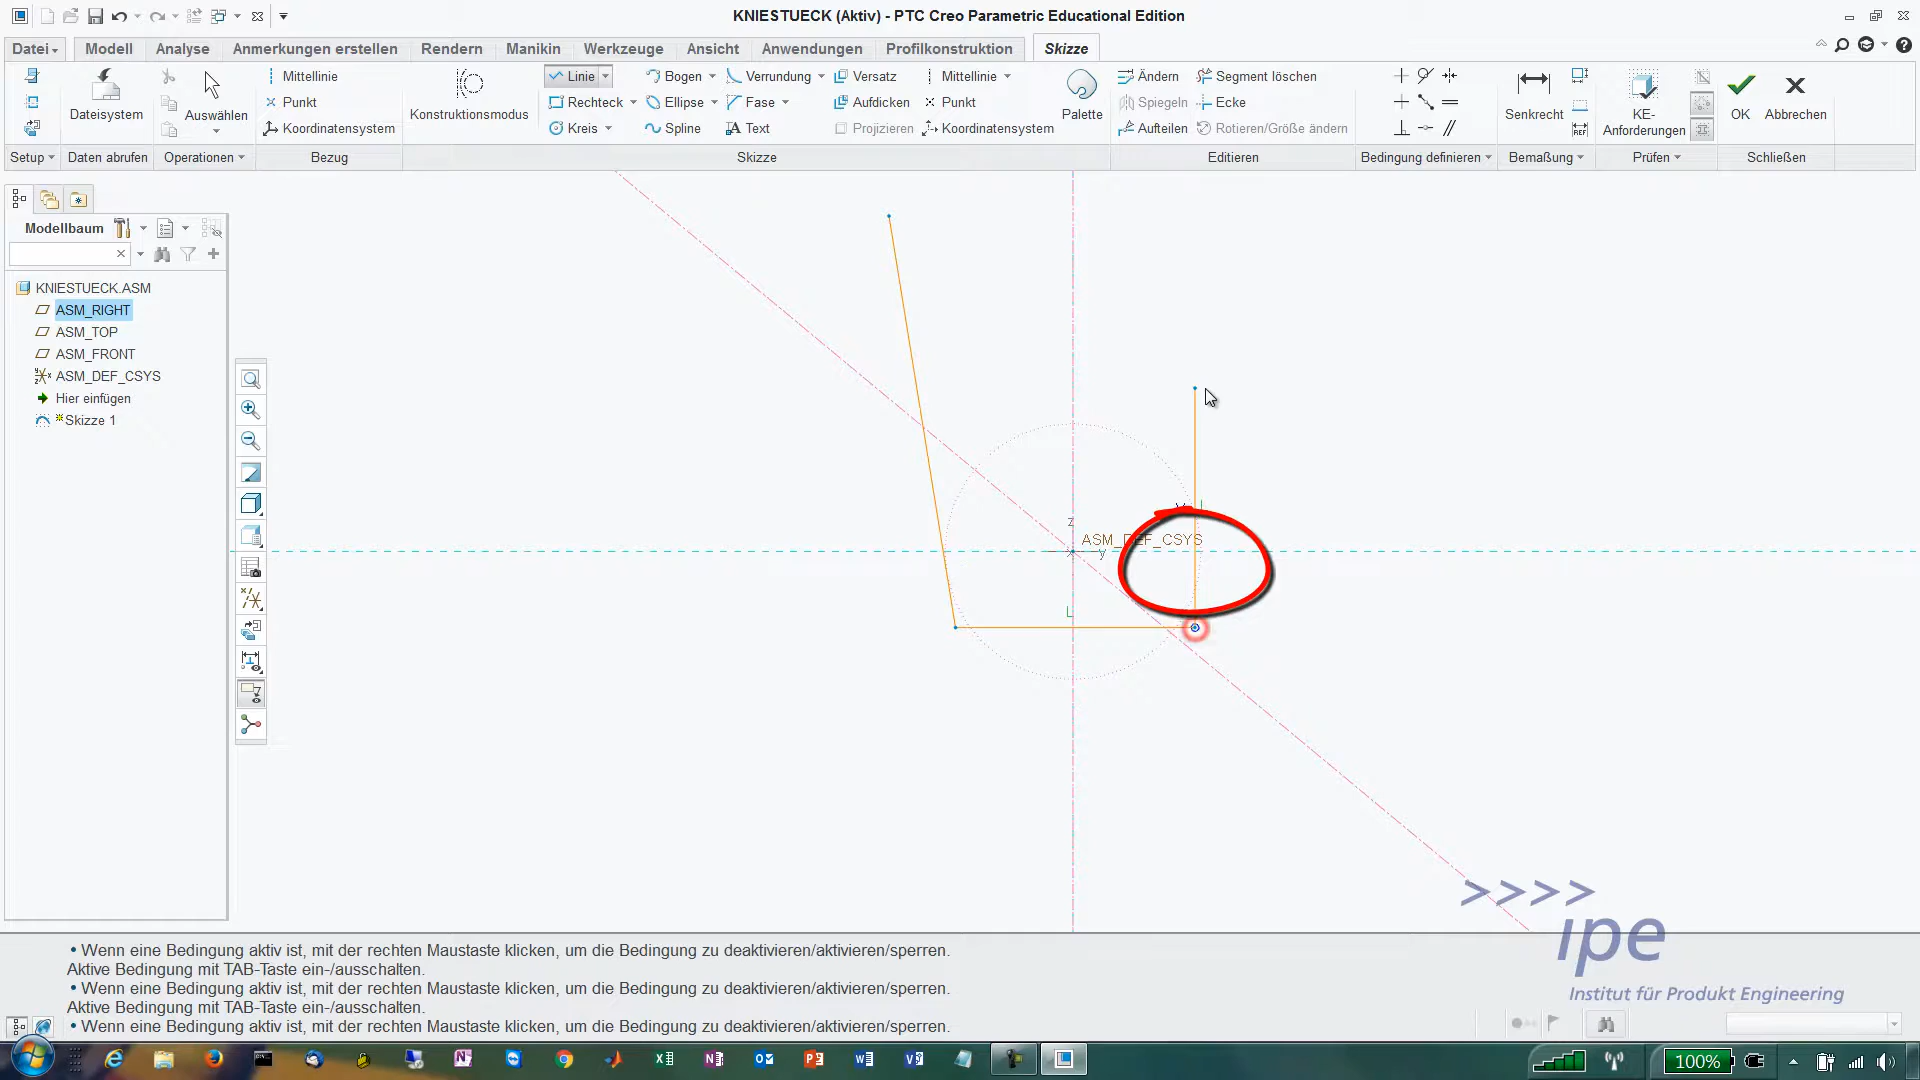 KNIESTUECK (Aktiv) - PTC Creo Parametric Educational Edition
Datei Modell Analyse Anmerkungen erstellen Rendern Manikin Werkzeuge Ansicht Anwendungen Profilkonstruktion Skizze
Mittellinie Linie Bogen Verrundung Versatz Mittellinie Ändern Segment löschen
Dateisystem Auswählen Punkt Konstruktionsmodus Rechteck Ellipse Fase Aufdicken Punkt Palette Spiegeln Ecke Senkrecht KE-Anforderungen OK Abbrechen
Koordinatensystem Kreis Spline Text Projizieren Koordinatensystem Aufteilen Rotieren/Größe ändern
Setup Daten abrufen Operationen Bezug Skizze Editieren Bedingung definieren Bemaßung Prüfen Schließen
Modellbaum
KNIESTUECK.ASM
ASM_RIGHT
ASM_TOP
ASM_FRONT
ASM_DEF_CSYS
Hier einfügen
Skizze 1
V
z
ASM_DEF_CSYS
y
L
>>>>
ipe
Institut für Produkt Engineering
• Wenn eine Bedingung aktiv ist, mit der rechten Maustaste klicken, um die Bedingung zu deaktivieren/aktivieren/sperren.
Aktive Bedingung mit TAB-Taste ein-/ausschalten.
• Wenn eine Bedingung aktiv ist, mit der rechten Maustaste klicken, um die Bedingung zu deaktivieren/aktivieren/sperren.
Aktive Bedingung mit TAB-Taste ein-/ausschalten.
• Wenn eine Bedingung aktiv ist, mit der rechten Maustaste klicken, um die Bedingung zu deaktivieren/aktivieren/sperren.
100%